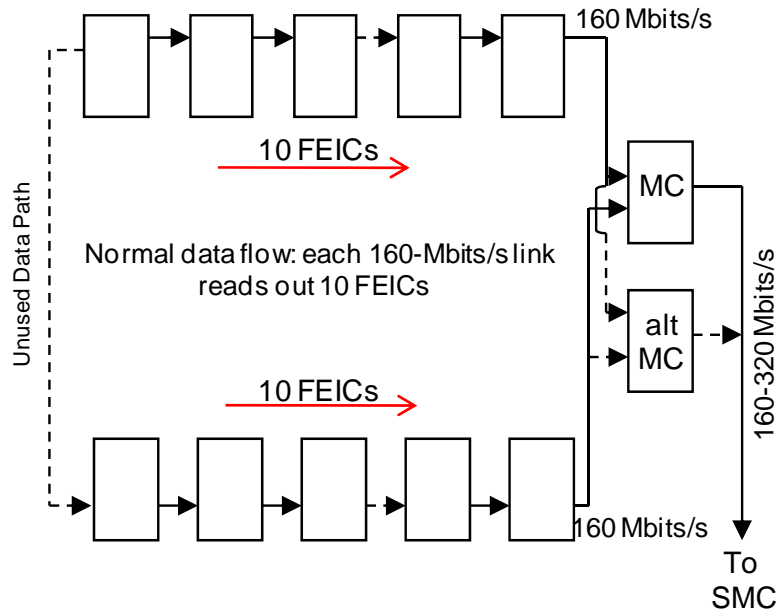 160 Mbits/s
10 FEICs
MC
Unused Data Path
Normal data flow: each 160-Mbits/s link
reads out 10 FEICs
alt
MC
160-320 Mbits/s
10 FEICs
160 Mbits/s
To
SMC